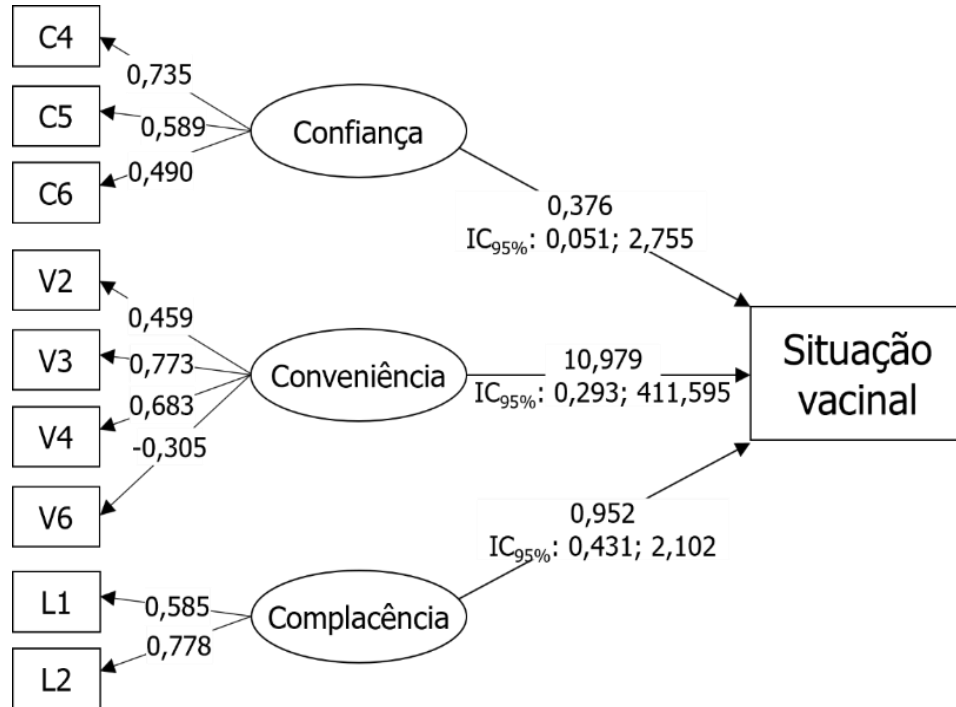 C4
0,735
C5
0,589
C6
0,490
Confiança
0,376
IC95%: 0,051; 2,755
V2
0,459
V3
0,773
V4
0,683
V6
-0,305
Conveniência
10,979
IC95%: 0,293; 411,595
Situação
vacinal
L1
0,585
L2
0,778
Complacência
0,952
IC95%: 0,431; 2,102